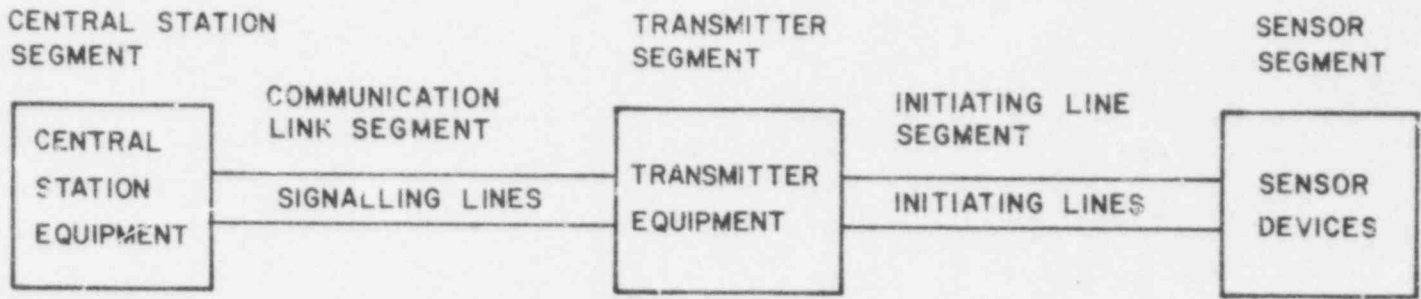 CENTRAL STATION
SEGMENT
TRANSMITTER
SEGMENT
SENSOR
SEGMENT
COMMUNICATION
LINK SEGMENT
INITIATING LINE
SEGMENT
CENTRAL
STATION
EQUIPMENT
SIGNALLING LINES
TRANSMITTER
EQUIPMENT
INITIATING LINES
SENSOR
DEVICES